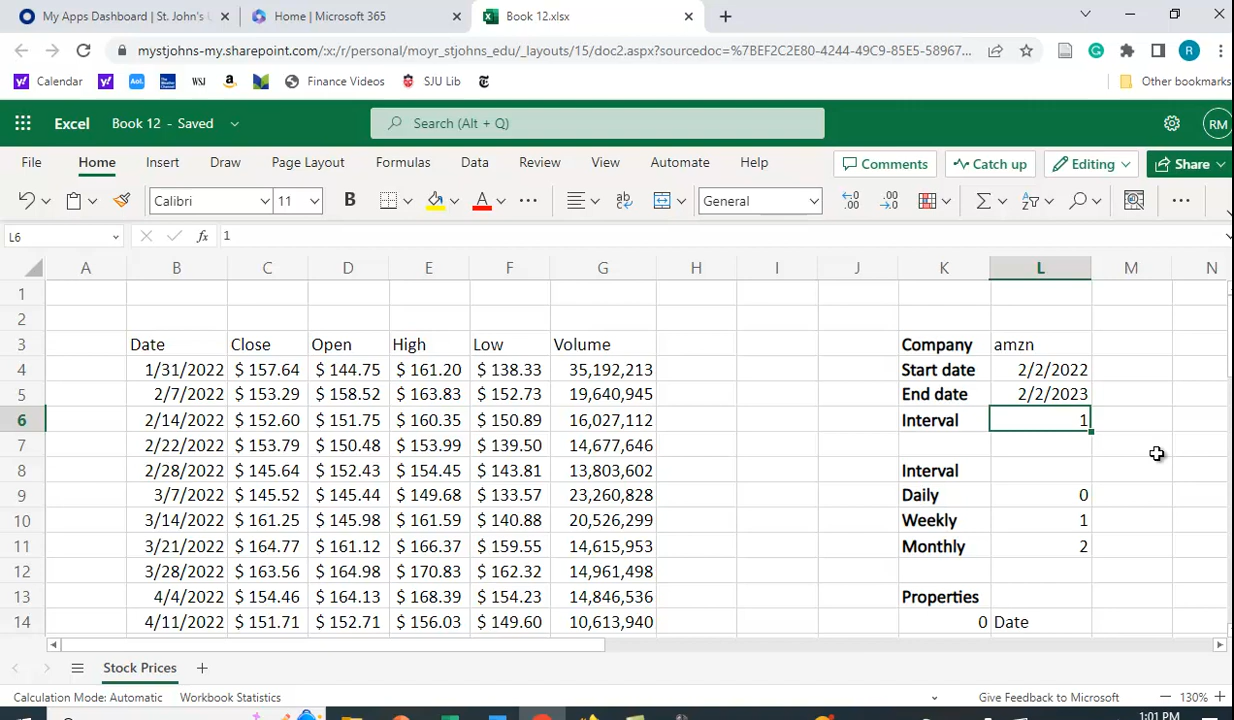 My Apps Dashboard | St. John's
Home | Microsoft 365
Book 12.xlsx
mystjohns-my.sharepoint.com/:x:/r/personal/moyr_stjohns_edu/_layouts/15/doc2.aspx?sourcedoc=%7BEF2C2E80-4244-49C9-85E5-58967...
R
Calendar Aol. WSJ Finance Videos SJU Lib Other bookmarks
Excel Book 12 - Saved Search (Alt + Q) RM
File Home Insert Draw Page Layout Formulas Data Review View Automate Help Comments Catch up Editing Share
Calibri 11 B A ab General .00 .00
L6 fx 1
A B C D E F G H I J K L M N
1
2
3 Date Close Open High Low Volume Company amzn
4 1/31/2022 $ 157.64 $ 144.75 $ 161.20 $ 138.33 35,192,213 Start date 2/2/2022
5 2/7/2022 $ 153.29 $ 158.52 $ 163.83 $ 152.73 19,640,945 End date 2/2/2023
6 2/14/2022 $ 152.60 $ 151.75 $ 160.35 $ 150.89 16,027,112 Interval 1
7 2/22/2022 $ 153.79 $ 150.48 $ 153.99 $ 139.50 14,677,646
8 2/28/2022 $ 145.64 $ 152.43 $ 154.45 $ 143.81 13,803,602 Interval
9 3/7/2022 $ 145.52 $ 145.44 $ 149.68 $ 133.57 23,260,828 Daily 0
10 3/14/2022 $ 161.25 $ 145.98 $ 161.59 $ 140.88 20,526,299 Weekly 1
11 3/21/2022 $ 164.77 $ 161.12 $ 166.37 $ 159.55 14,615,953 Monthly 2
12 3/28/2022 $ 163.56 $ 164.98 $ 170.83 $ 162.32 14,961,498
13 4/4/2022 $ 154.46 $ 164.13 $ 168.39 $ 154.23 14,846,536 Properties
14 4/11/2022 $ 151.71 $ 152.71 $ 156.03 $ 149.60 10,613,940 0 Date
Stock Prices
Calculation Mode: Automatic Workbook Statistics Give Feedback to Microsoft 130%
1:01 PM